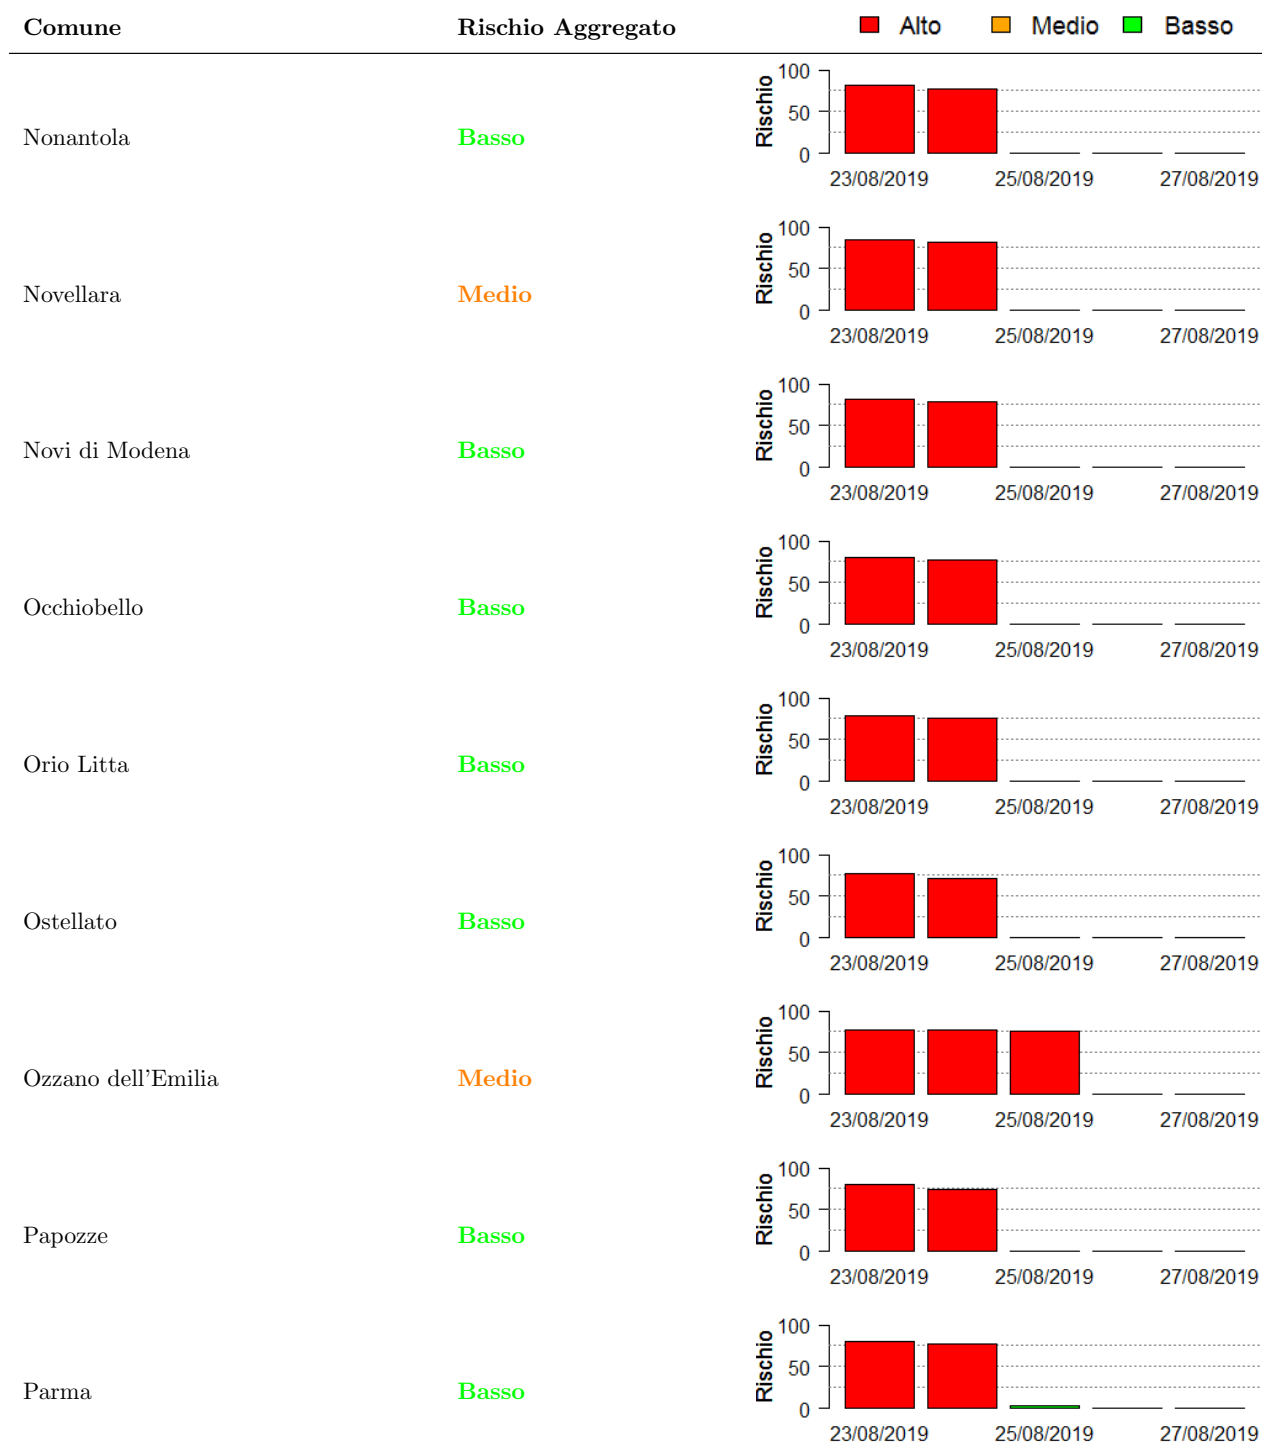 Comune Rischio Aggregato Alto Medio Basso
100
Rischio
50
Nonantola Basso
0
23/08/2019 25/08/2019 27/08/2019
100
Rischio
50
Novellara Medio
0
23/08/2019 25/08/2019 27/08/2019
100
Rischio
50
Novi di Modena Basso
0
23/08/2019 25/08/2019 27/08/2019
100
Rischio
50
Occhiobello Basso
0
23/08/2019 25/08/2019 27/08/2019
100
Rischio
50
Orio Litta Basso
0
23/08/2019 25/08/2019 27/08/2019
100
Rischio
50
Ostellato Basso
0
23/08/2019 25/08/2019 27/08/2019
100
Rischio
50
Ozzano dell'Emilia Medio
0
23/08/2019 25/08/2019 27/08/2019
100
Rischio
50
Papozze Basso
0
23/08/2019 25/08/2019 27/08/2019
100
Rischio
50
Parma Basso
0
23/08/2019 25/08/2019 27/08/2019